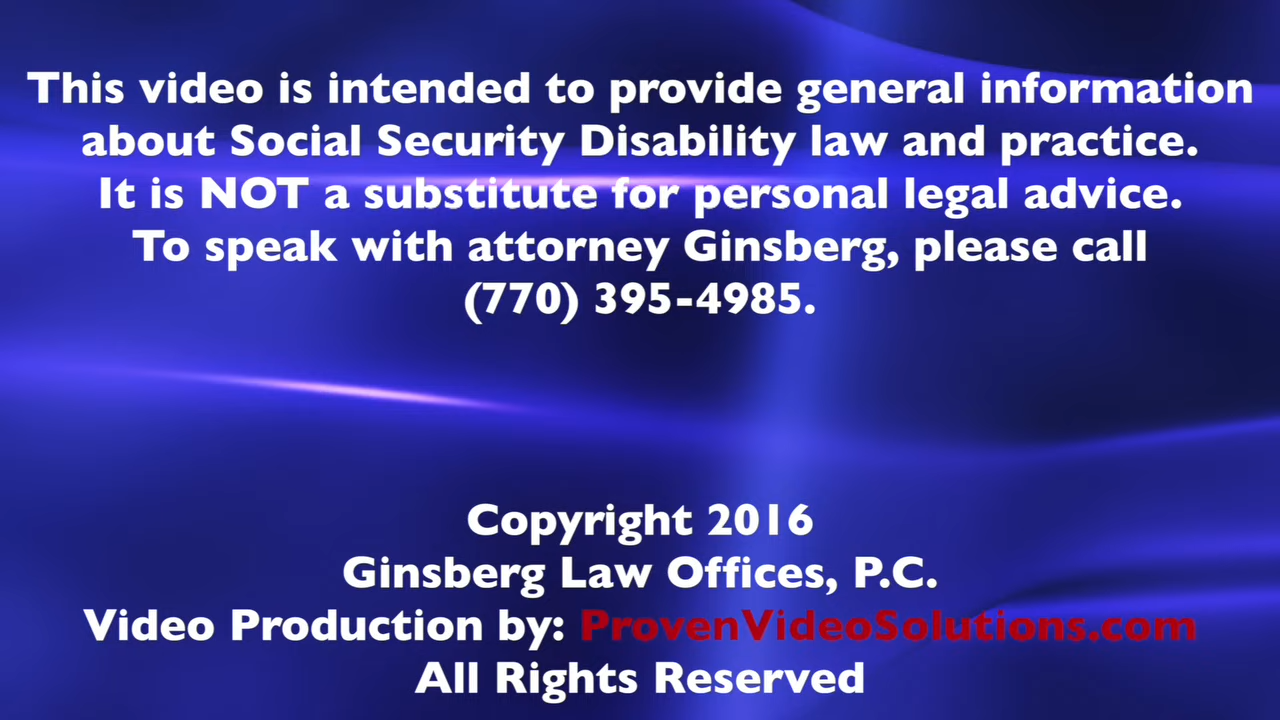 This video is intended to provide general information
about Social Security Disability law and practice.
It is NOT a substitute for personal legal advice.
To speak with attorney Ginsberg, please call
(770) 395-4985.
Copyright 2016
Ginsberg Law Offices, P.C.
Video Production by: ProvenVideoSolutions.com
All Rights Reserved